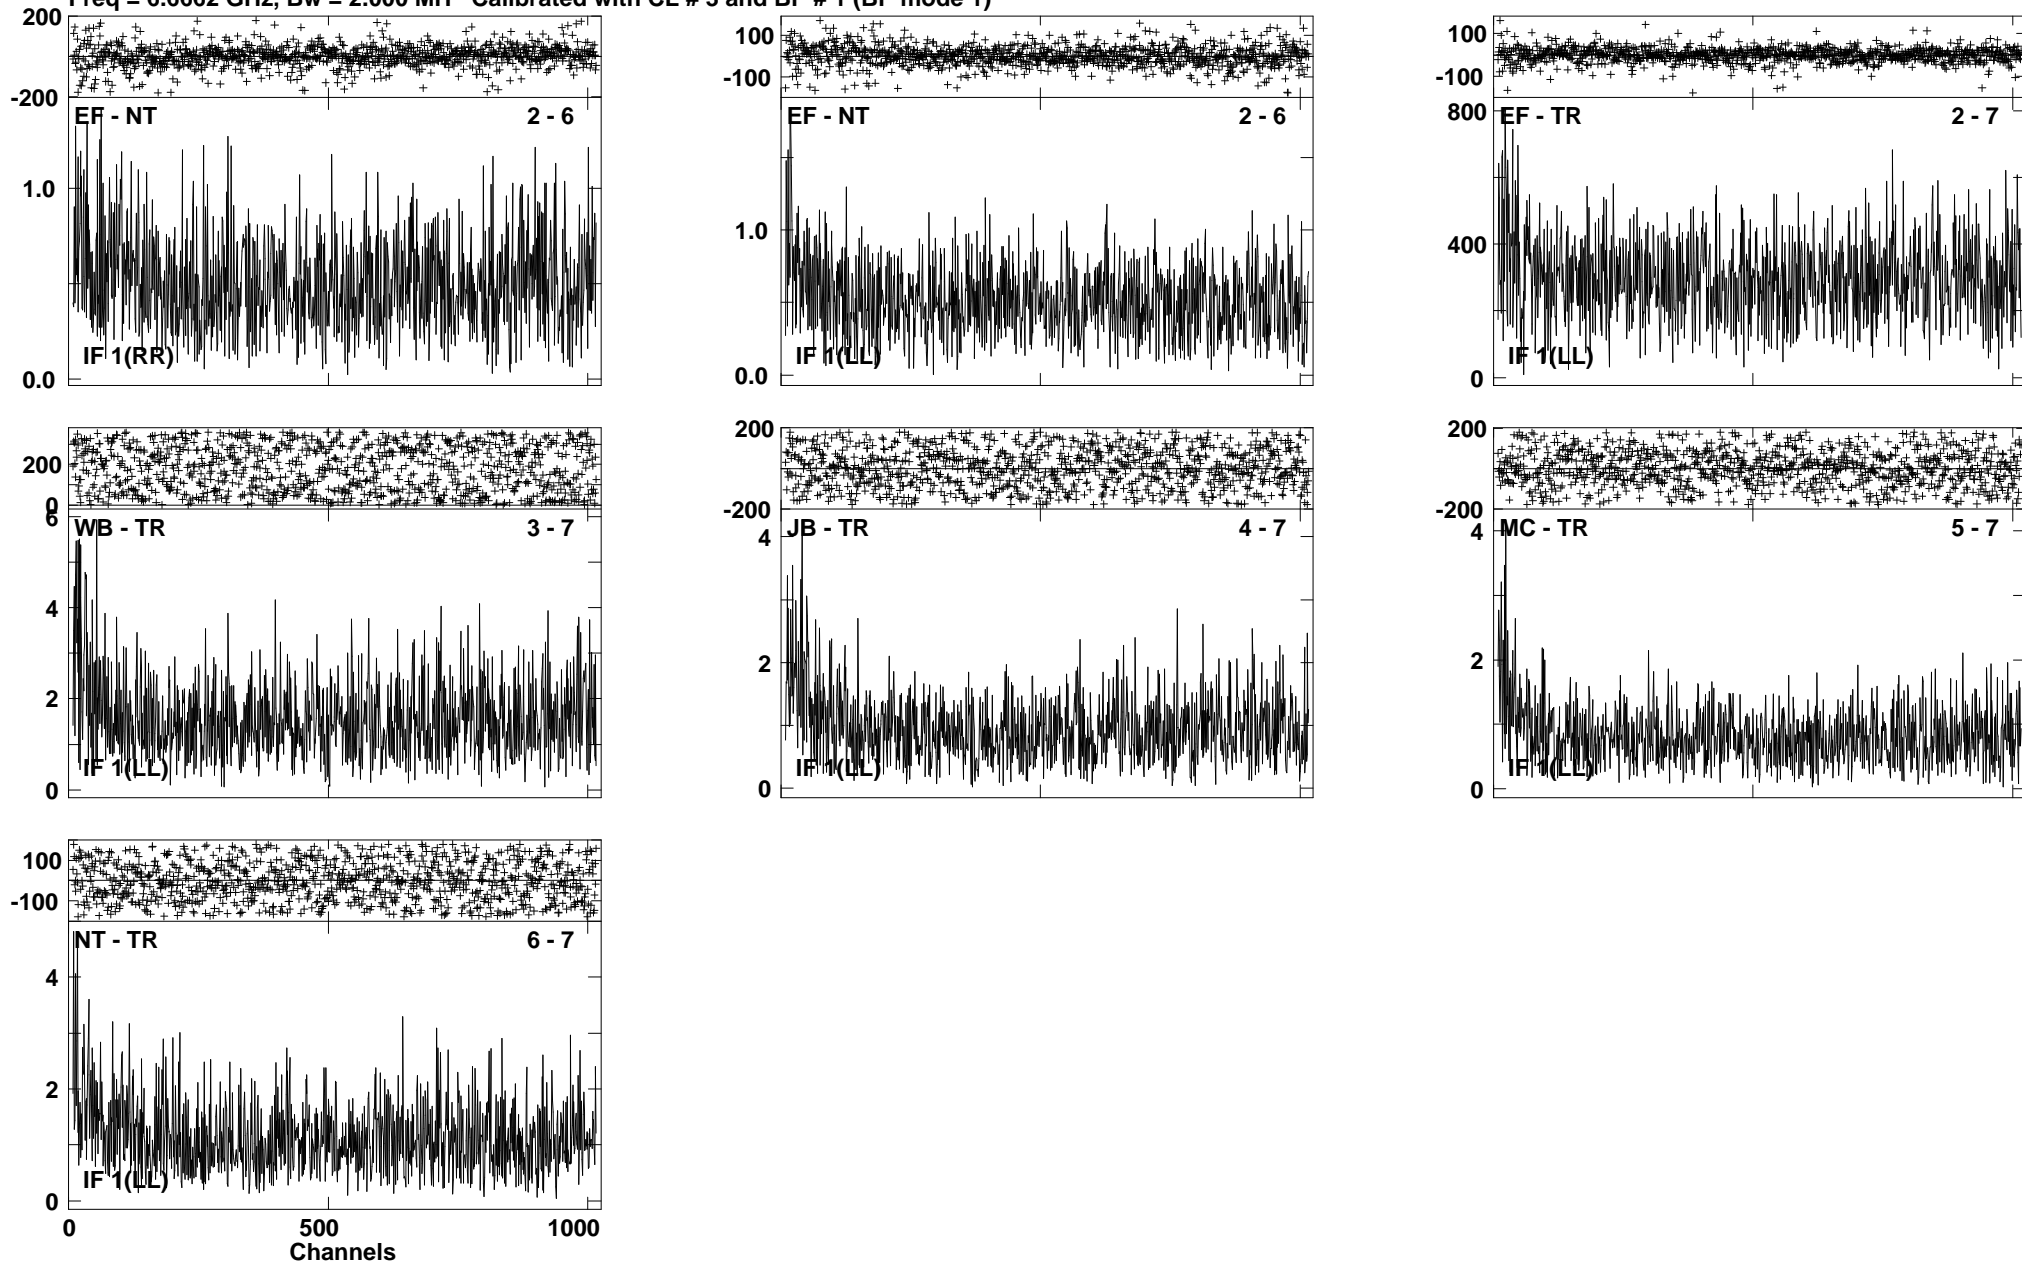 200 100 100
-200 -100 -100
EF - NT 2 - 6 EF - NT 2 - 6 800 EF - TR 2 - 7
1.0 1.0 400
IF 1(RR) IF 1(LL) IF 1(LL)
0.0 0.0 0
200 200 200
0 -200 -200
6 WB - TR 3 - 7 4 JB - TR 4 - 7 4 MC - TR 5 - 7
4
2 2 2
IF 1(LL) IF 1(LL) IF 1(LL)
0 0 0
100
-100
NT - TR 6 - 7
4
2
IF 1(LL)
0
0 500 1000
Channels